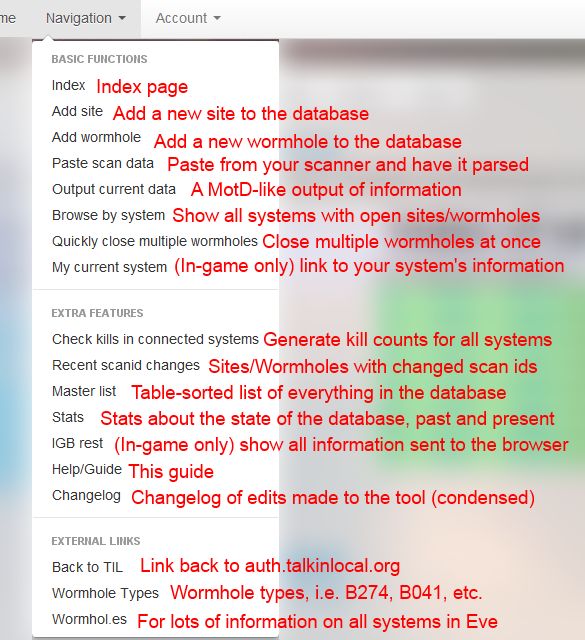 me Navigation Account
BASIC FUNCTIONS
Index Index page
Add site Add a new site to the database
Add wormhole Add a new wormhole to the database
Paste scan data Paste from your scanner and have it parsed
Output current data A MotD-like output of information
Browse by system Show all systems with open sites/wormholes
Quickly close multiple wormholes Close multiple wormholes at once
My current system (In-game only) link to your system's information
EXTRA FEATURES
Check kills in connected systems Generate kill counts for all systems
Recent scanid changes Sites/Wormholes with changed scan ids
Master list Table-sorted list of everything in the database
Stats Stats about the state of the database, past and present
IGB rest (In-game only) show all information sent to the browser
Help/Guide This guide
Changelog Changelog of edits made to the tool (condensed)
EXTERNAL LINKS
Back to TIL Link back to auth.talkinlocal.org
Wormhole Types Wormhole types, i.e. B274, B041, etc.
Wormhol.es For lots of information on all systems in Eve